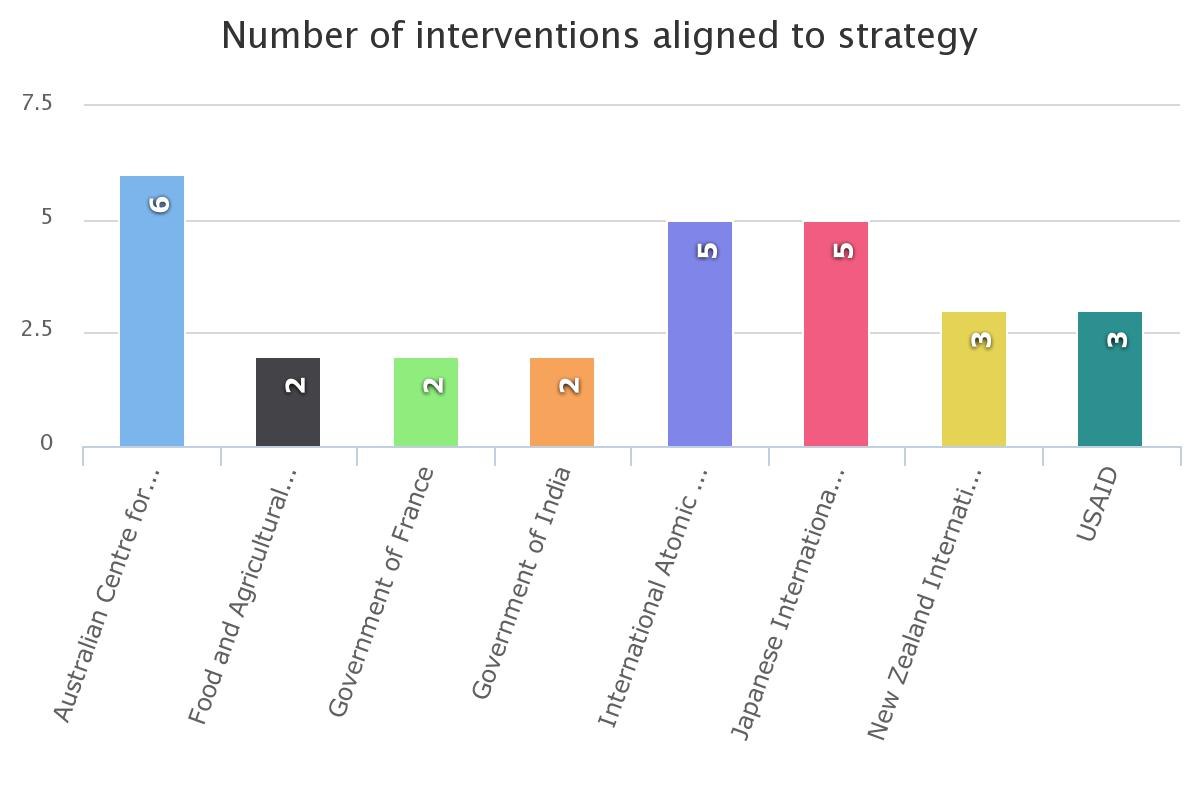 Number of interventions aligned to strategy
7.5
5
2.5
0
6
2
2
2
5
5
3
3
Australian Centre for...
Food and Agricultural...
Government of France
Government of India
International Atomic ...
Japanese Internationa...
New Zealand Internati...
USAID